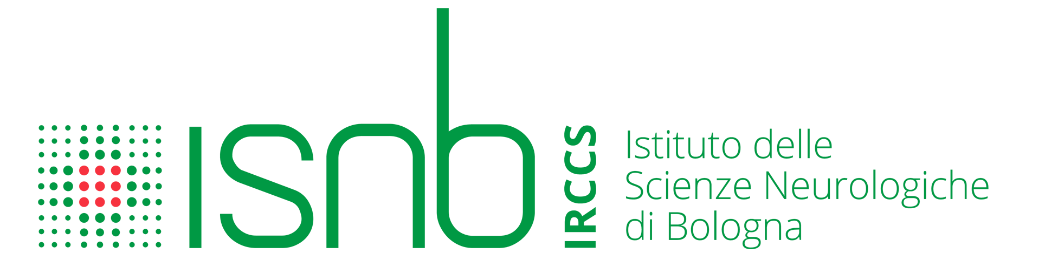 isnb
IRCCS
Istituto delle
Scienze Neurologiche
di Bologna